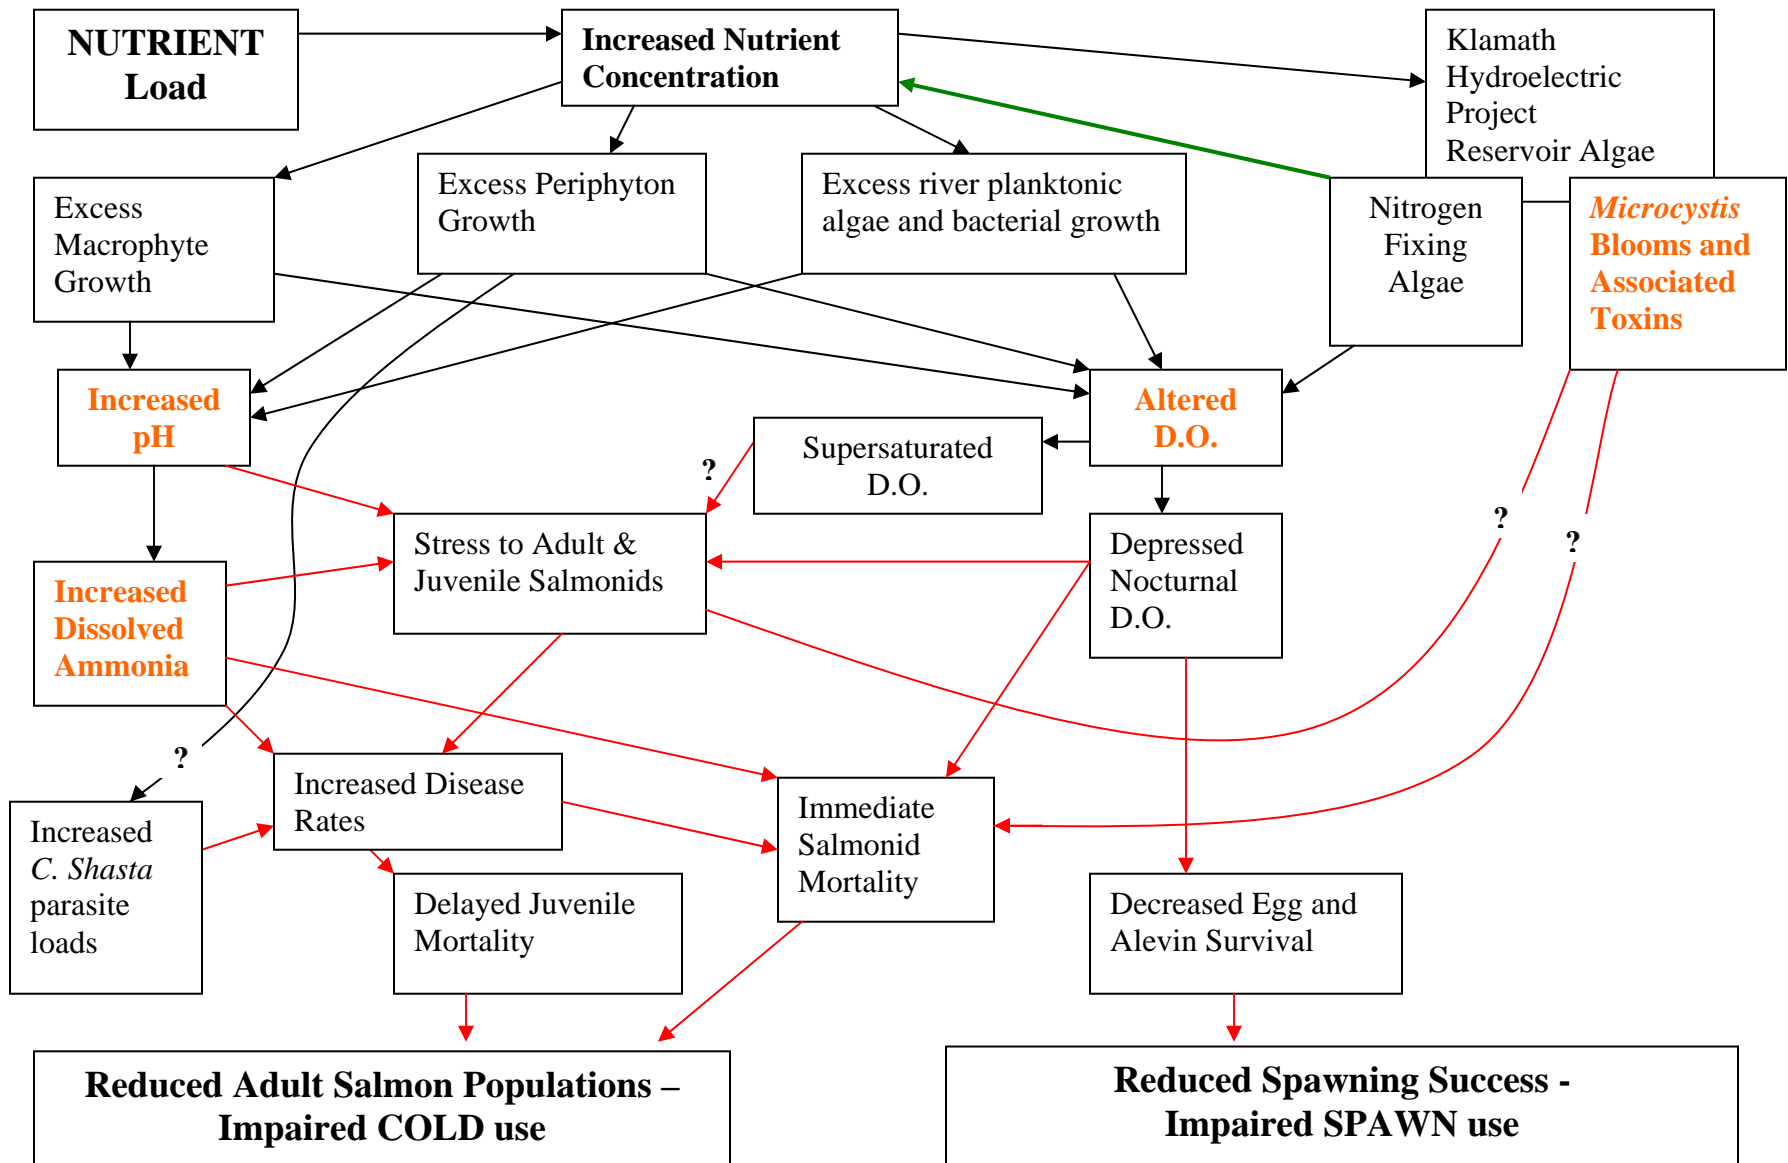 NUTRIENT
Load
Increased Nutrient
Concentration
Klamath
Hydroelectric
Project
Reservoir Algae
Excess
Macrophyte
Growth
Excess Periphyton
Growth
Excess river planktonic
algae and bacterial growth
Nitrogen
Fixing
Algae
Microcystis
Blooms and
Associated
Toxins
Increased
pH
Altered
D.O.
Supersaturated
D.O.
?
Stress to Adult &
Juvenile Salmonids
Depressed
Nocturnal
D.O.
?
?
Increased
Dissolved
Ammonia
?
Increased Disease
Rates
Immediate
Salmonid
Mortality
Increased
C. Shasta
parasite
loads
Delayed Juvenile
Mortality
Decreased Egg and
Alevin Survival
Reduced Adult Salmon Populations –
Impaired COLD use
Reduced Spawning Success -
Impaired SPAWN use